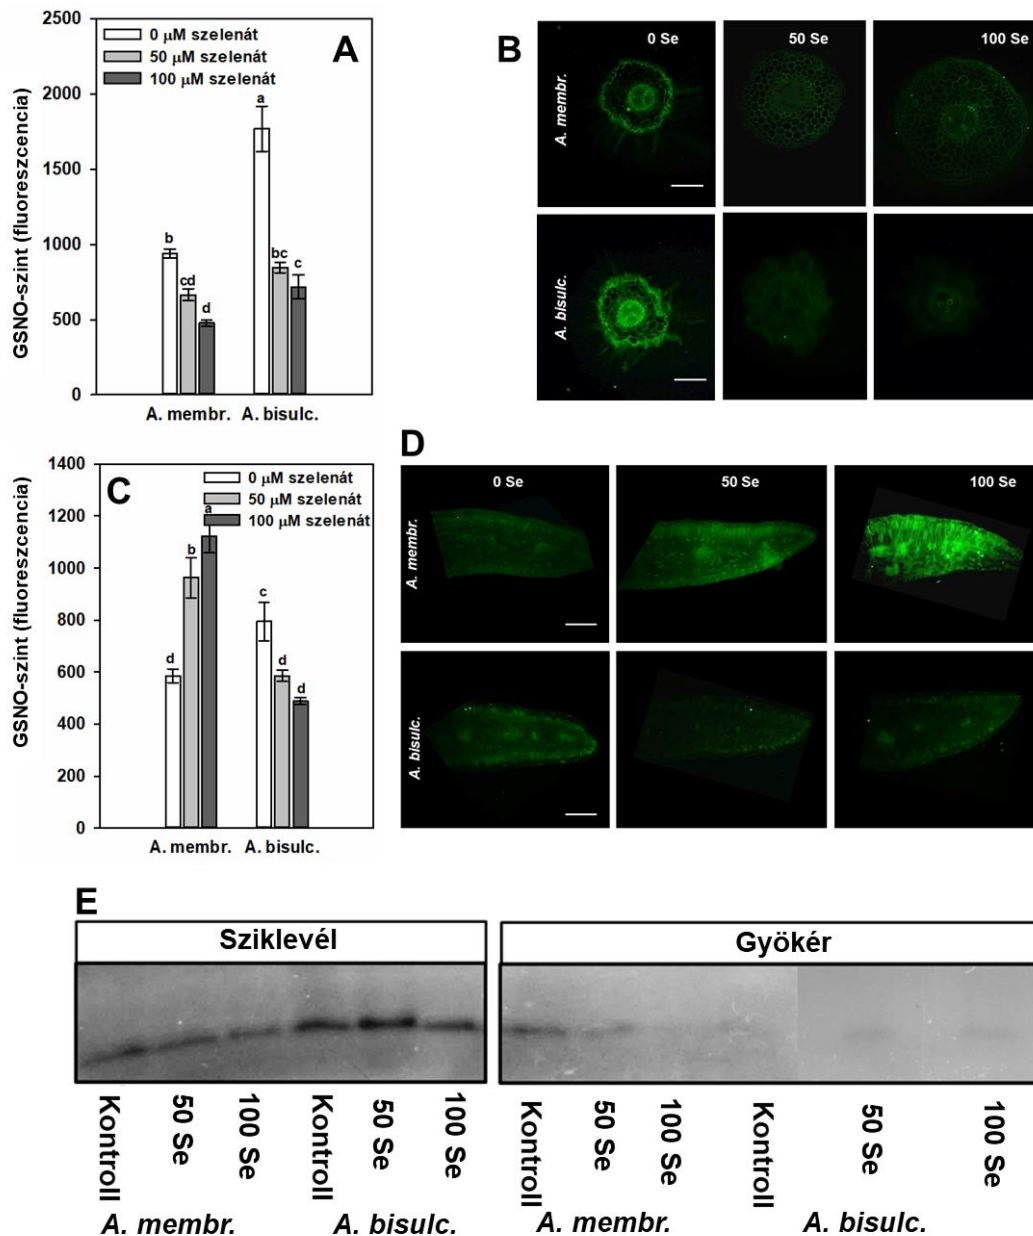 A
GSNO-szint (fluoreszcencia)
2500
2000
1500
1000
500
0
0 μM szelenát
50 μM szelenát
100 μM szelenát
b
cd
d
a
bc
c
A. membr. A. bisulc.
B
0 Se 50 Se 100 Se
A. membr.
A. bisulc.
C
GSNO-szint (fluoreszcencia)
1400
1200
1000
800
600
400
200
0
0 μM szelenát
50 μM szelenát
100 μM szelenát
d
b
a
c
d
d
A. membr. A. bisulc.
D
0 Se 50 Se 100 Se
A. membr.
A. bisulc.
E
Sziklevél Gyökér
Kontroll 50 Se 100 Se Kontroll 50 Se 100 Se Kontroll 50 Se 100 Se Kontroll 50 Se 100 Se
A. membr. A. bisulc. A. membr. A. bisulc.